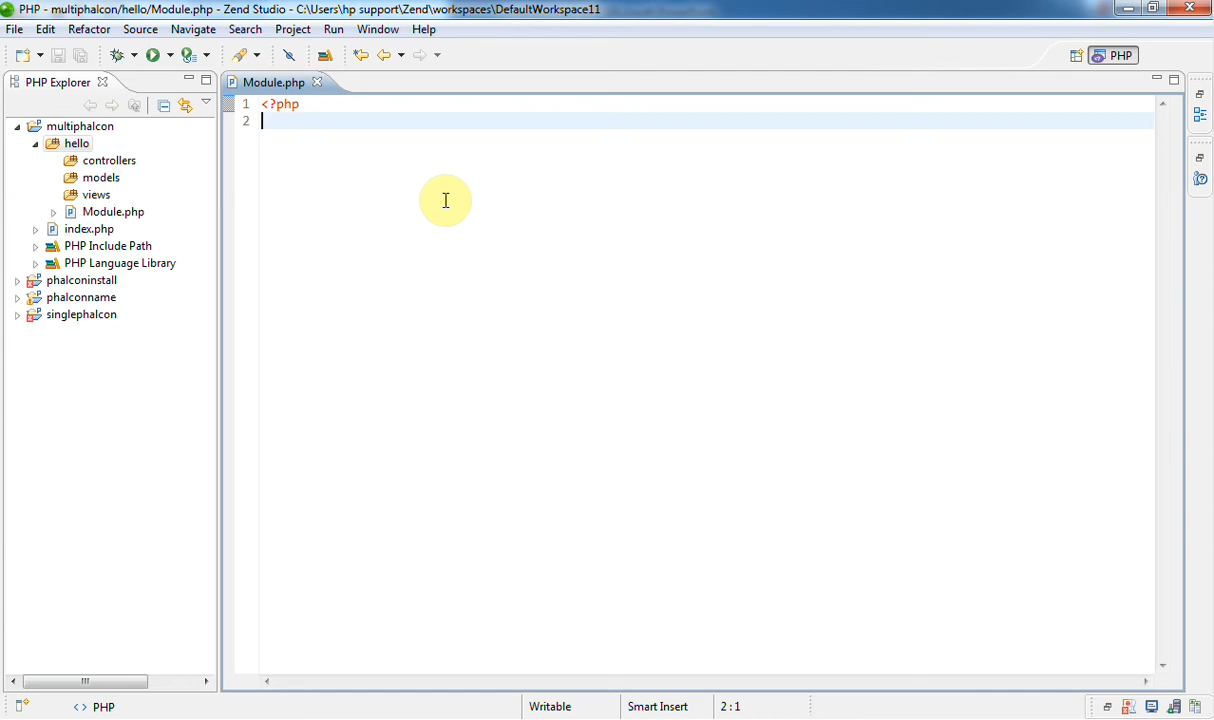 PHP - multiphalcon/hello/Module.php - Zend Studio - C:\Users\hp support\Zend\workspaces\DefaultWorkspace11
File Edit Refactor Source Navigate Search Project Run Window Help
PHP
PHP Explorer
Module.php
1 <?php
2
multiphalcon
hello
controllers
models
views
Module.php
index.php
PHP Include Path
PHP Language Library
phalconinstall
phalconname
singlephalcon
PHP Writable Smart Insert 2 : 1